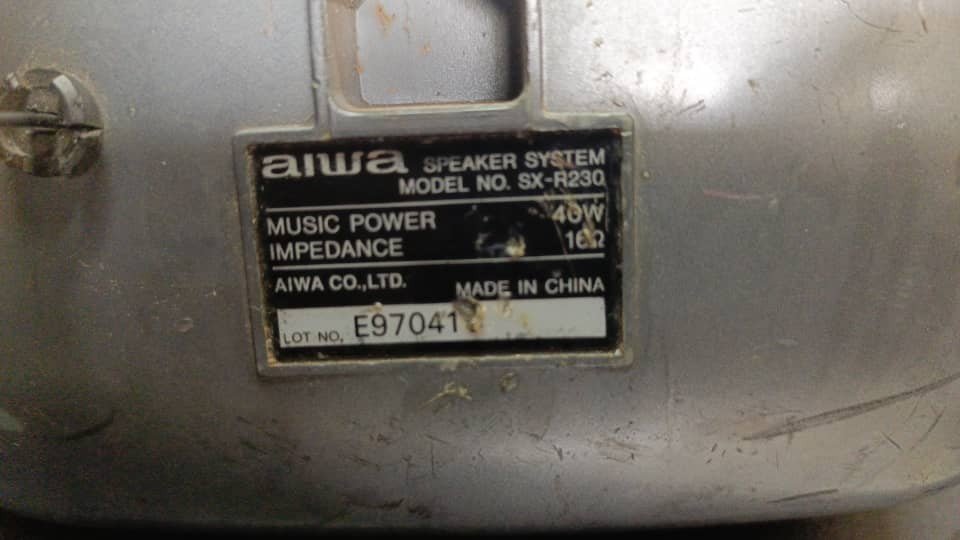 aiwa SPEAKER SYSTEM
MODEL NO. SX-R230
MUSIC POWER 40W
IMPEDANCE 16Ω
AIWA CO.,LTD. MADE IN CHINA
LOT NO, E97041